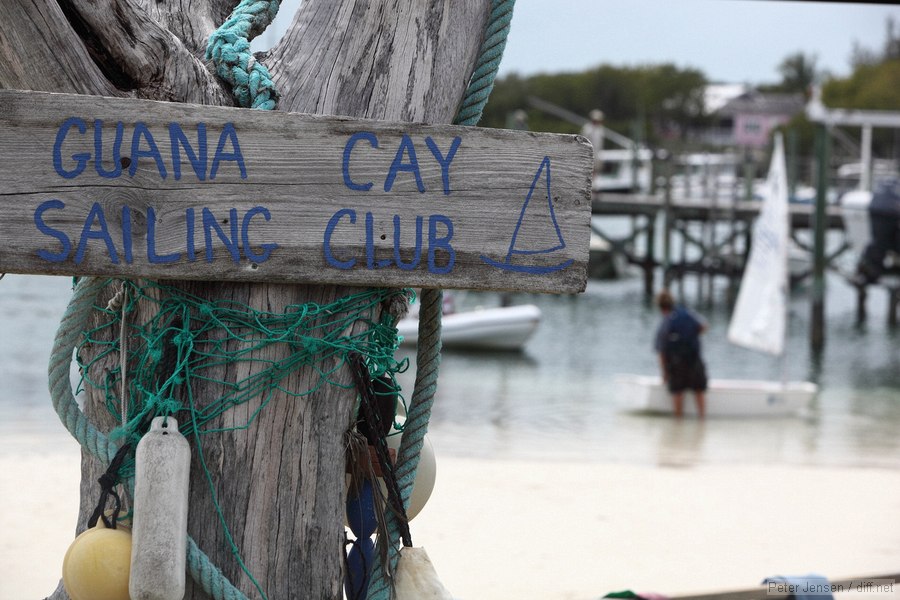 GUANA CAY
SAILING CLUB
Peter Jensen / diff.net